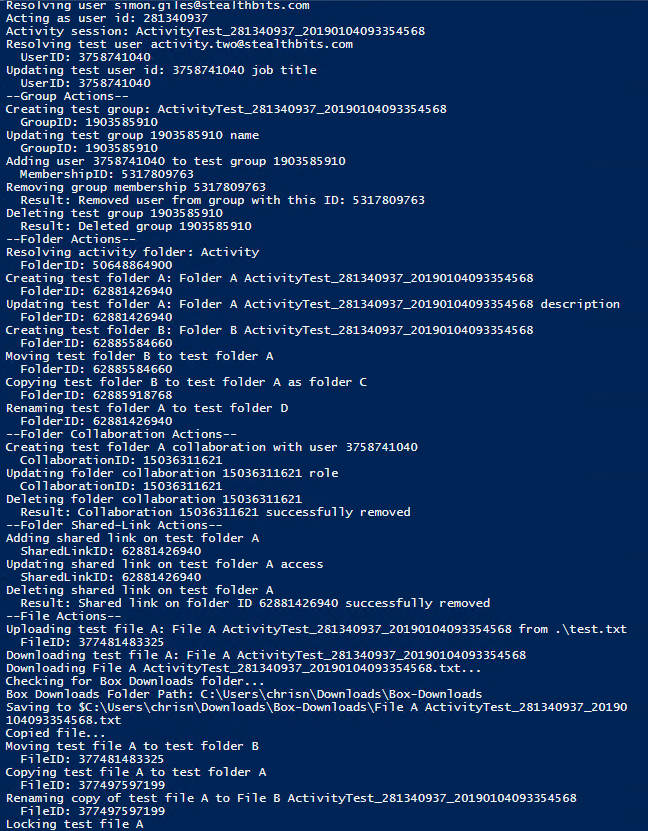 Resolving user simon.giles@stealthbits.com
Acting as user id: 281340937
Activity session: ActivityTest_281340937_20190104093354568
Resolving test user activity.two@stealthbits.com
  UserID: 3758741040
Updating test user id: 3758741040 job title
  UserID: 3758741040
--Group Actions--
Creating test group: ActivityTest_281340937_20190104093354568
  GroupID: 1903585910
Updating test group 1903585910 name
  GroupID: 1903585910
Adding user 3758741040 to test group 1903585910
  MembershipID: 5317809763
Removing group membership 5317809763
  Result: Removed user from group with this ID: 5317809763
Deleting test group 1903585910
  Result: Deleted group 1903585910
--Folder Actions--
Resolving activity folder: Activity
  FolderID: 50648864900
Creating test folder A: Folder A ActivityTest_281340937_20190104093354568
  FolderID: 62881426940
Updating test folder A: Folder A ActivityTest_281340937_20190104093354568 description
  FolderID: 62881426940
Creating test folder B: Folder B ActivityTest_281340937_20190104093354568
  FolderID: 62885584660
Moving test folder B to test folder A
  FolderID: 62885584660
Copying test folder B to test folder A as folder C
  FolderID: 62885918768
Renaming test folder A to test folder D
  FolderID: 62881426940
--Folder Collaboration Actions--
Creating test folder A collaboration with user 3758741040
  CollaborationID: 15036311621
Updating folder collaboration 15036311621 role
  CollaborationID: 15036311621
Deleting folder collaboration 15036311621
  Result: Collaboration 15036311621 successfully removed
--Folder Shared-Link Actions--
Adding shared link on test folder A
  SharedLinkID: 62881426940
Updating shared link on test folder A access
  SharedLinkID: 62881426940
Deleting shared link on test folder A
  Result: Shared link on folder ID 62881426940 successfully removed
--File Actions--
Uploading test file A: File A ActivityTest_281340937_20190104093354568 from .\test.txt
  FileID: 377481483325
Downloading test file A: File A ActivityTest_281340937_20190104093354568
Downloading File A ActivityTest_281340937_20190104093354568.txt...
Checking for Box Downloads folder...
Box Downloads Folder Path: C:\Users\chrisn\Downloads\Box-Downloads
Saving to $C:\Users\chrisn\Downloads\Box-Downloads\File A ActivityTest_281340937_20190
104093354568.txt
Copied file...
Moving test file A to test folder B
  FileID: 377481483325
Copying test file A to test folder A
  FileID: 377497597199
Renaming copy of test file A to File B ActivityTest_281340937_20190104093354568
  FileID: 377497597199
Locking test file A